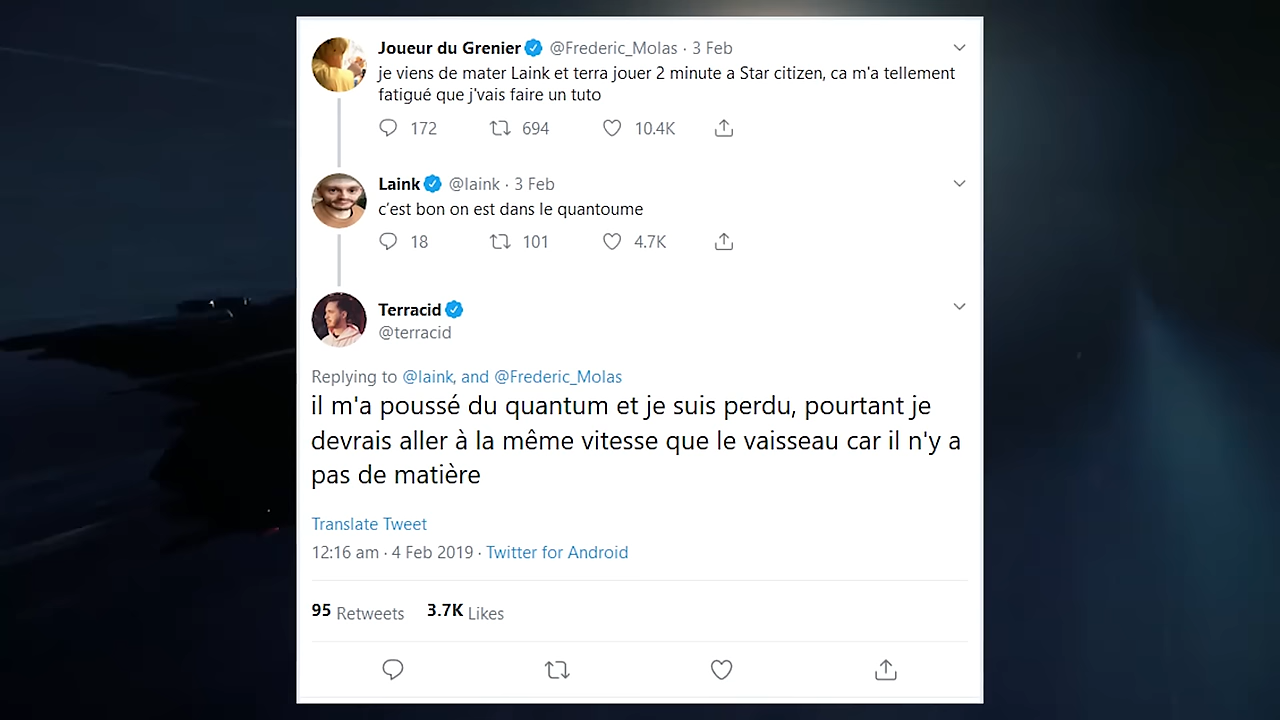 Joueur du Grenier @Frederic_Molas · 3 Feb
je viens de mater Laink et terra jouer 2 minute a Star citizen, ca m'a tellement
fatigué que j'vais faire un tuto
172 694 10.4K
Laink @laink · 3 Feb
c’est bon on est dans le quantoume
18 101 4.7K
Terracid
@terracid
Replying to @laink, and @Frederic_Molas
il m'a poussé du quantum et je suis perdu, pourtant je
devrais aller à la même vitesse que le vaisseau car il n'y a
pas de matière
Translate Tweet
12:16 am · 4 Feb 2019 · Twitter for Android
95 Retweets 3.7K Likes